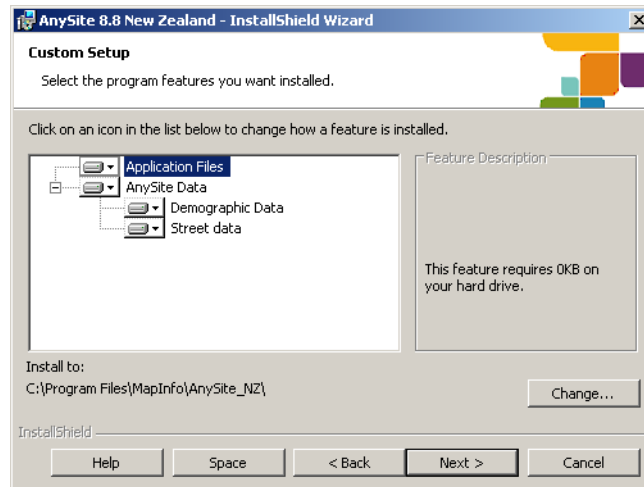 AnySite 8.8 New Zealand - InstallShield Wizard
Custom Setup
Select the program features you want installed.
Click on an icon in the list below to change how a feature is installed.
Application Files
AnySite Data
Demographic Data
Street data
Feature Description
This feature requires 0KB on
your hard drive.
Install to:
C:\Program Files\MapInfo\AnySite_NZ\
Change...
InstallShield
Help
Space
< Back
Next >
Cancel